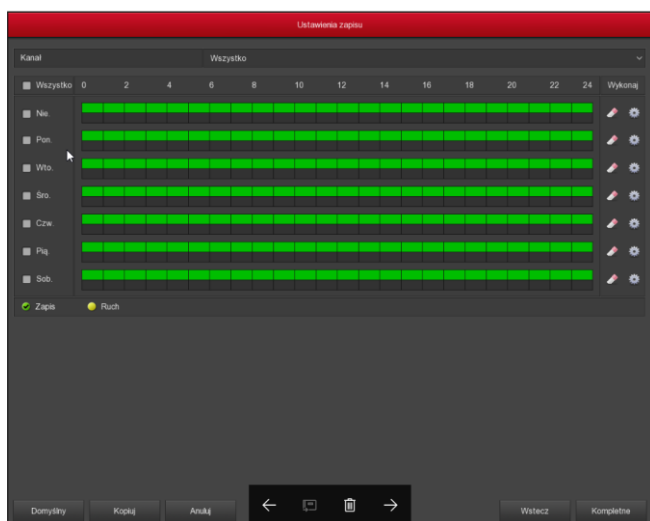 Ustawienia zapisu
Kanał Wszystko
Wszystko 0 2 4 6 8 10 12 14 16 18 20 22 24 Wykonaj
Nie.
Pon.
Wto.
Śro.
Czw.
Pią.
Sob.
Zapis Ruch
Domyślny Kopiuj Anuluj Wstecz Kompletne